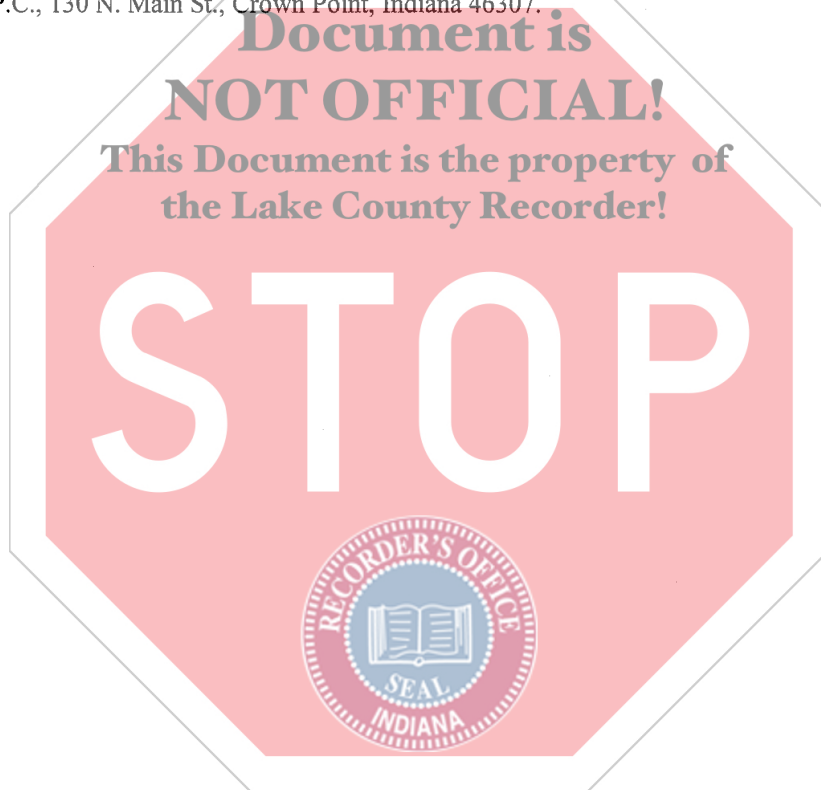 P.C., 130 N. Main St., Crown Point, Indiana 46307.
Document is
NOT OFFICIAL!
This Document is the property of
the Lake County Recorder!
STOP
RECORDER'S OFFICE
SEAL
INDIANA